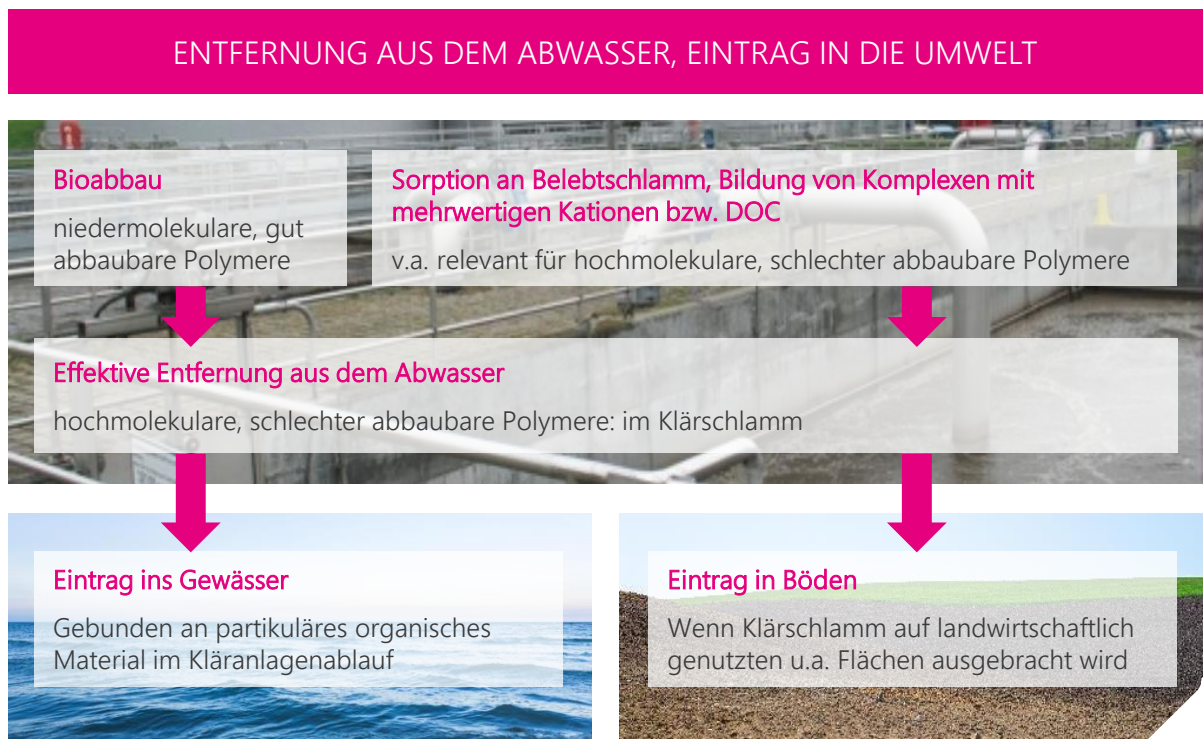 ENTFERNUNG AUS DEM ABWASSER, EINTRAG IN DIE UMWELT
Bioabbau
niedermolekulare, gut
abbaubare Polymere
Sorption an Belebtschlamm, Bildung von Komplexen mit
mehrwertigen Kationen bzw. DOC
v.a. relevant für hochmolekulare, schlechter abbaubare Polymere
Effektive Entfernung aus dem Abwasser
hochmolekulare, schlechter abbaubare Polymere: im Klärschlamm
Eintrag ins Gewässer
Gebunden an partikuläres organisches
Material im Kläranlagenablauf
Eintrag in Böden
Wenn Klärschlamm auf landwirtschaftlich
genutzten u.a. Flächen ausgebracht wird